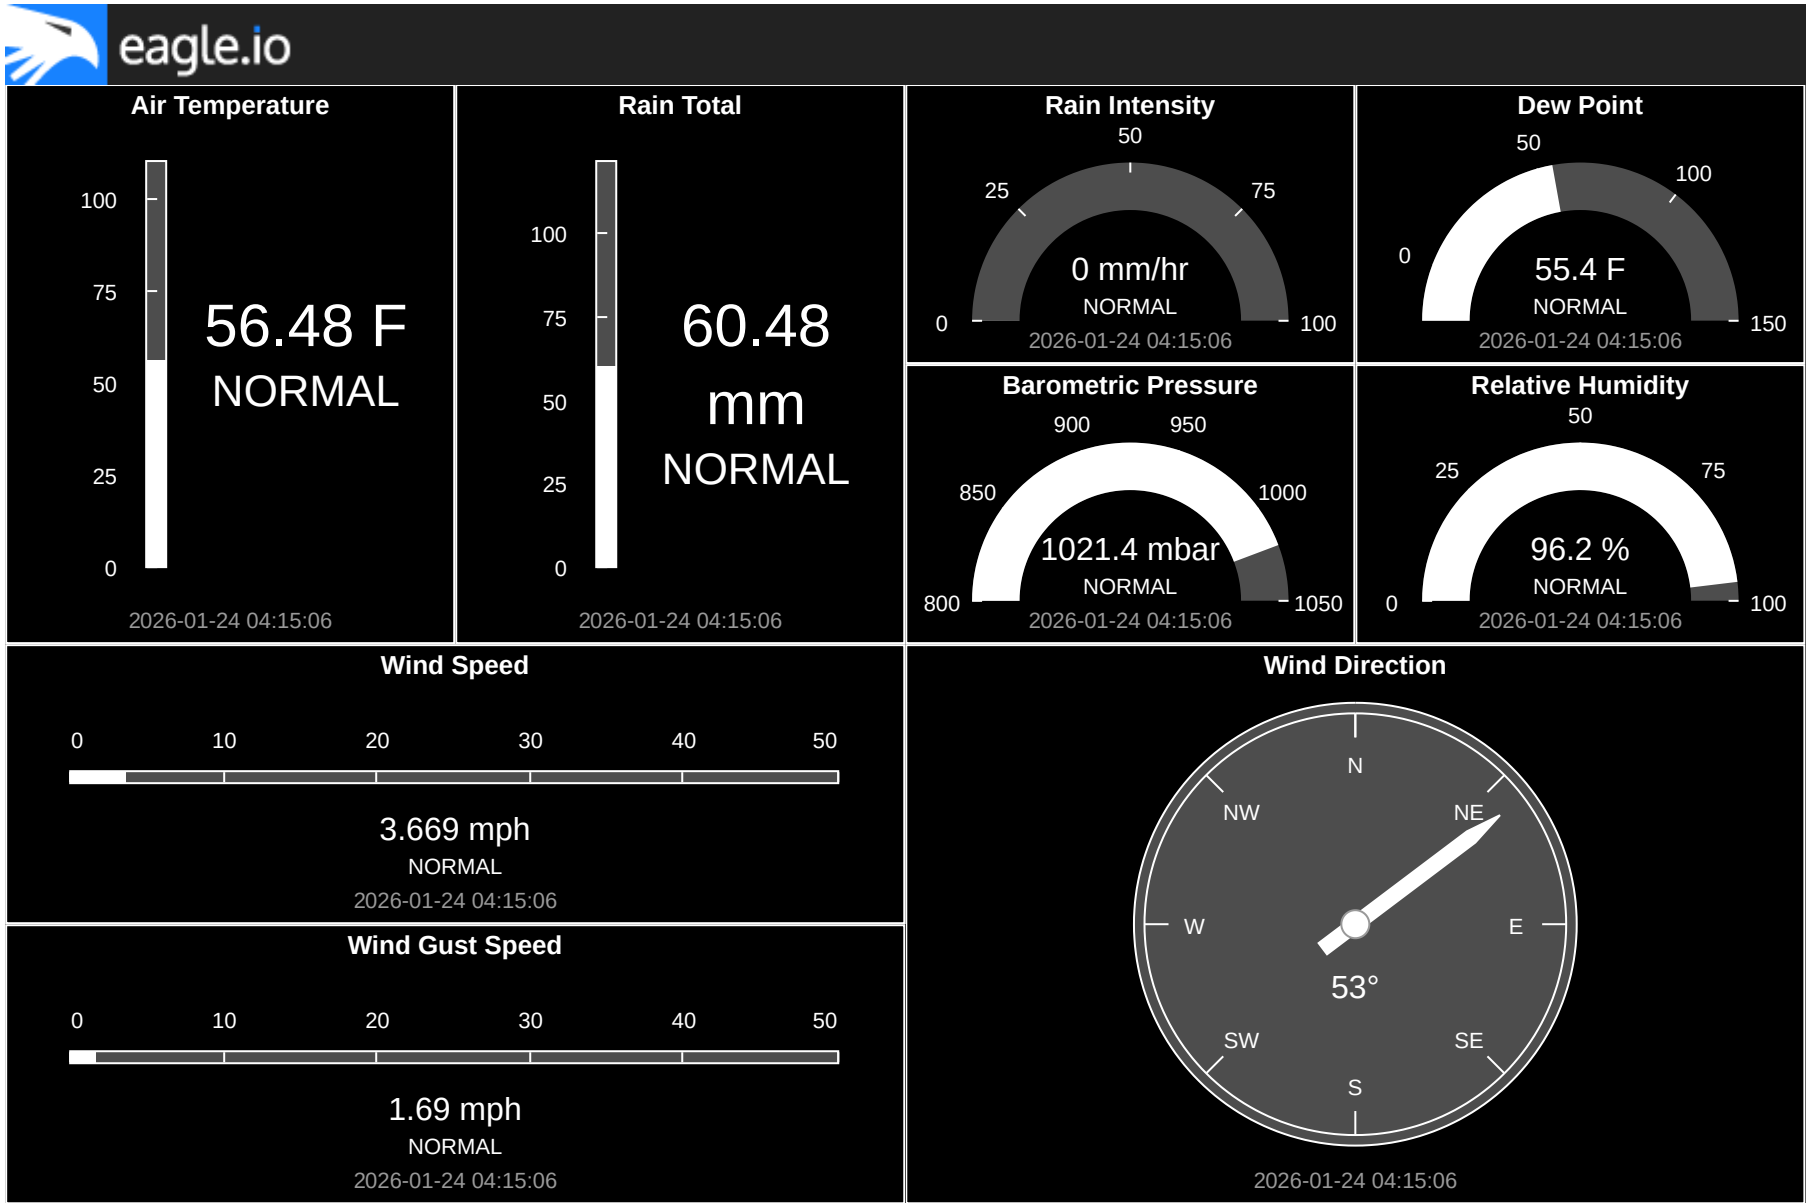 eagle.io
Air Temperature
100
75
50
25
0
56.48 F
NORMAL
2026-01-24 04:15:06
Rain Total
100
75
50
25
0
60.48
mm
NORMAL
2026-01-24 04:15:06
Rain Intensity
50
25
75
0
100
0 mm/hr
NORMAL
2026-01-24 04:15:06
Dew Point
50
100
0
150
55.4 F
NORMAL
2026-01-24 04:15:06
Barometric Pressure
900
950
850
1000
800
1050
1021.4 mbar
NORMAL
2026-01-24 04:15:06
Relative Humidity
50
25
75
0
100
96.2 %
NORMAL
2026-01-24 04:15:06
Wind Speed
0 10 20 30 40 50
3.669 mph
NORMAL
2026-01-24 04:15:06
Wind Gust Speed
0 10 20 30 40 50
1.69 mph
NORMAL
2026-01-24 04:15:06
Wind Direction
N
NW NE
W E
53°
SW SE
S
2026-01-24 04:15:06